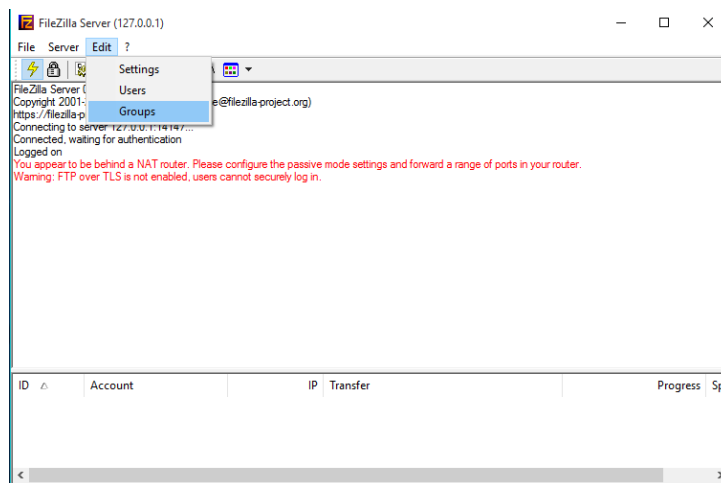 FileZilla Server (127.0.0.1)
File Server Edit ?
Settings
Users
Groups
FileZilla Server
Copyright 2001- e@filezilla-project.org)
https://filezilla-p
Connecting to server 127.0.0.1:14147...
Connected, waiting for authentication
Logged on
You appear to be behind a NAT router. Please configure the passive mode settings and forward a range of ports in your router.
Warning: FTP over TLS is not enabled, users cannot securely log in.
ID Account IP Transfer Progress Sp